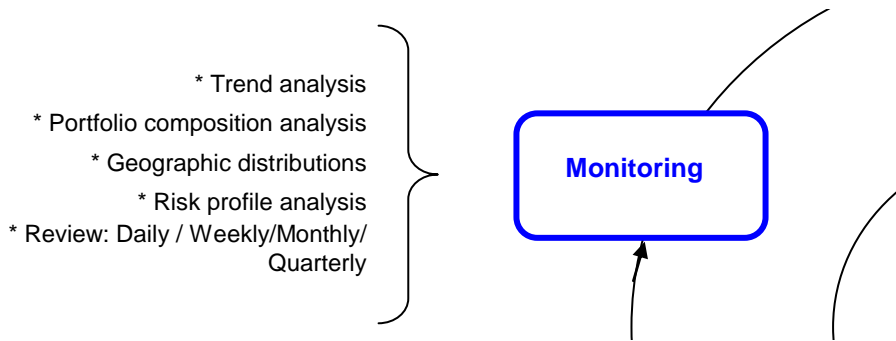 * Trend analysis
* Portfolio composition analysis
* Geographic distributions
* Risk profile analysis
* Review: Daily / Weekly/Monthly/
Quarterly
Monitoring